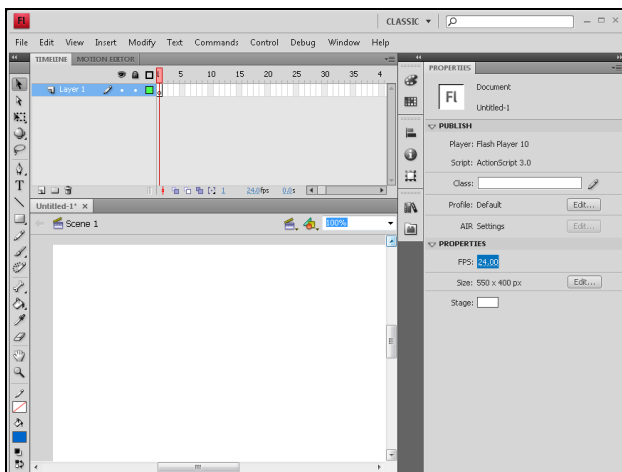 Fl CLASSIC
File Edit View Insert Modify Text Commands Control Debug Window Help
TIMELINE MOTION EDITOR
1 5 10 15 20 25 30 35 4
Layer 1
1 24.0fps 0.0s
Untitled-1* ×
Scene 1 100%
T
PROPERTIES
Fl Document
Untitled-1
PUBLISH
Player: Flash Player 10
Script: ActionScript 3.0
Class:
Profile: Default Edit...
AIR Settings Edit...
PROPERTIES
FPS: 24.00
Size: 550 x 400 px Edit...
Stage: